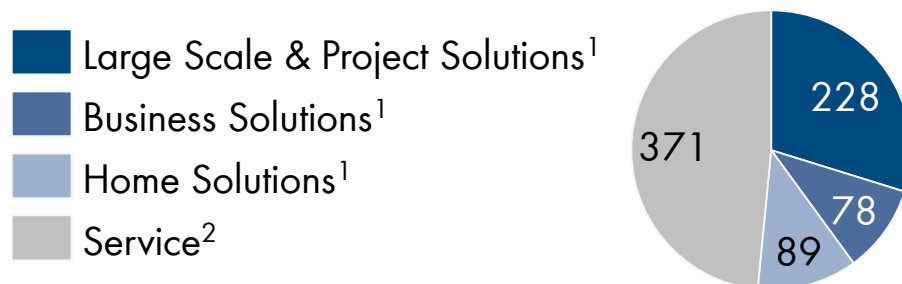 Large Scale & Project Solutions¹
Business Solutions¹
Home Solutions¹
Service²
228
371
78
89